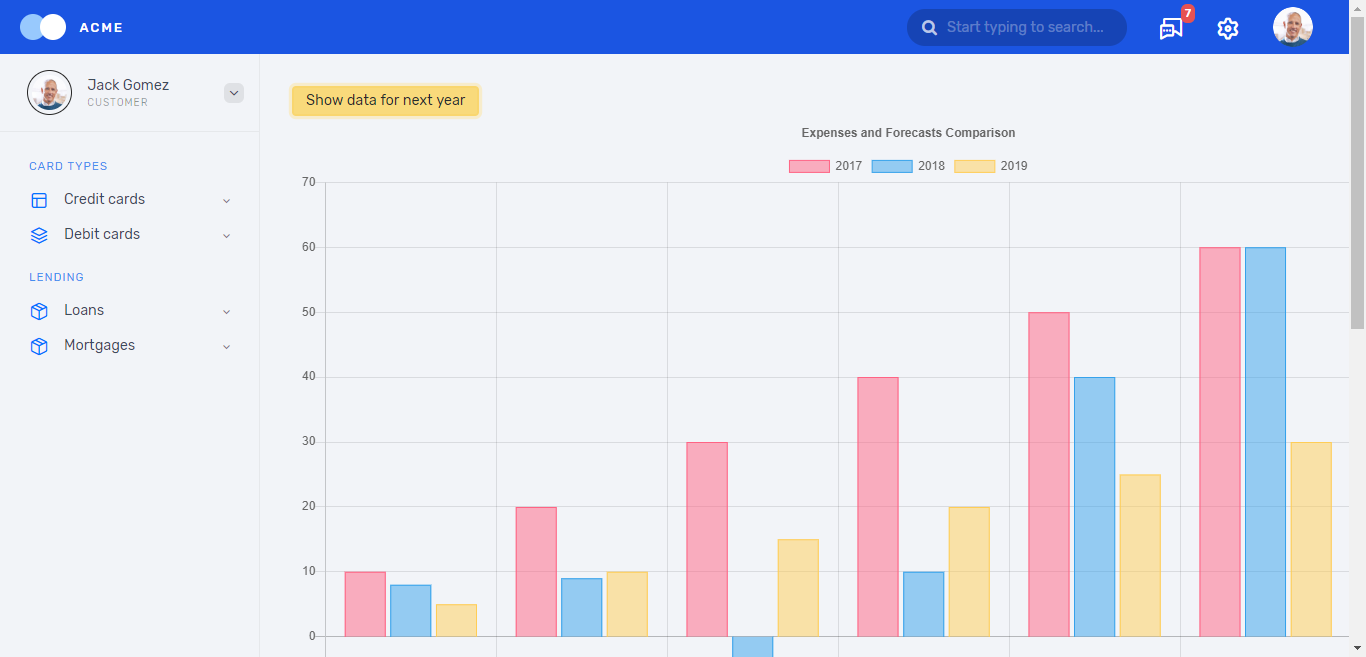 ACME
Start typing to search...
7
Jack Gomez
CUSTOMER
CARD TYPES
Credit cards
Debit cards
LENDING
Loans
Mortgages
Show data for next year
Expenses and Forecasts Comparison
2017 2018 2019
70
60
50
40
30
20
10
0